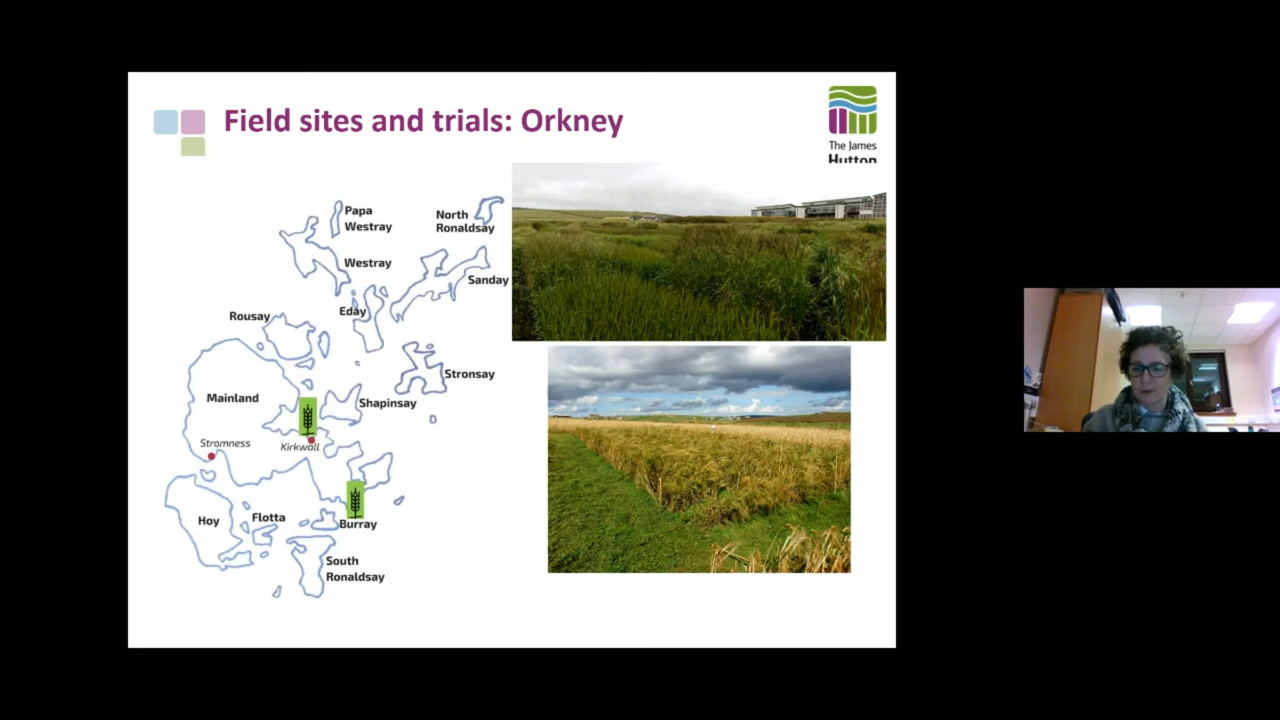 Field sites and trials: Orkney
The James
Hutton
Papa
Westray
North
Ronaldsay
Westray
Sanday
Eday
Rousay
Stronsay
Mainland
Shapinsay
Stromness
Kirkwall
Hoy
Flotta
Burray
South
Ronaldsay